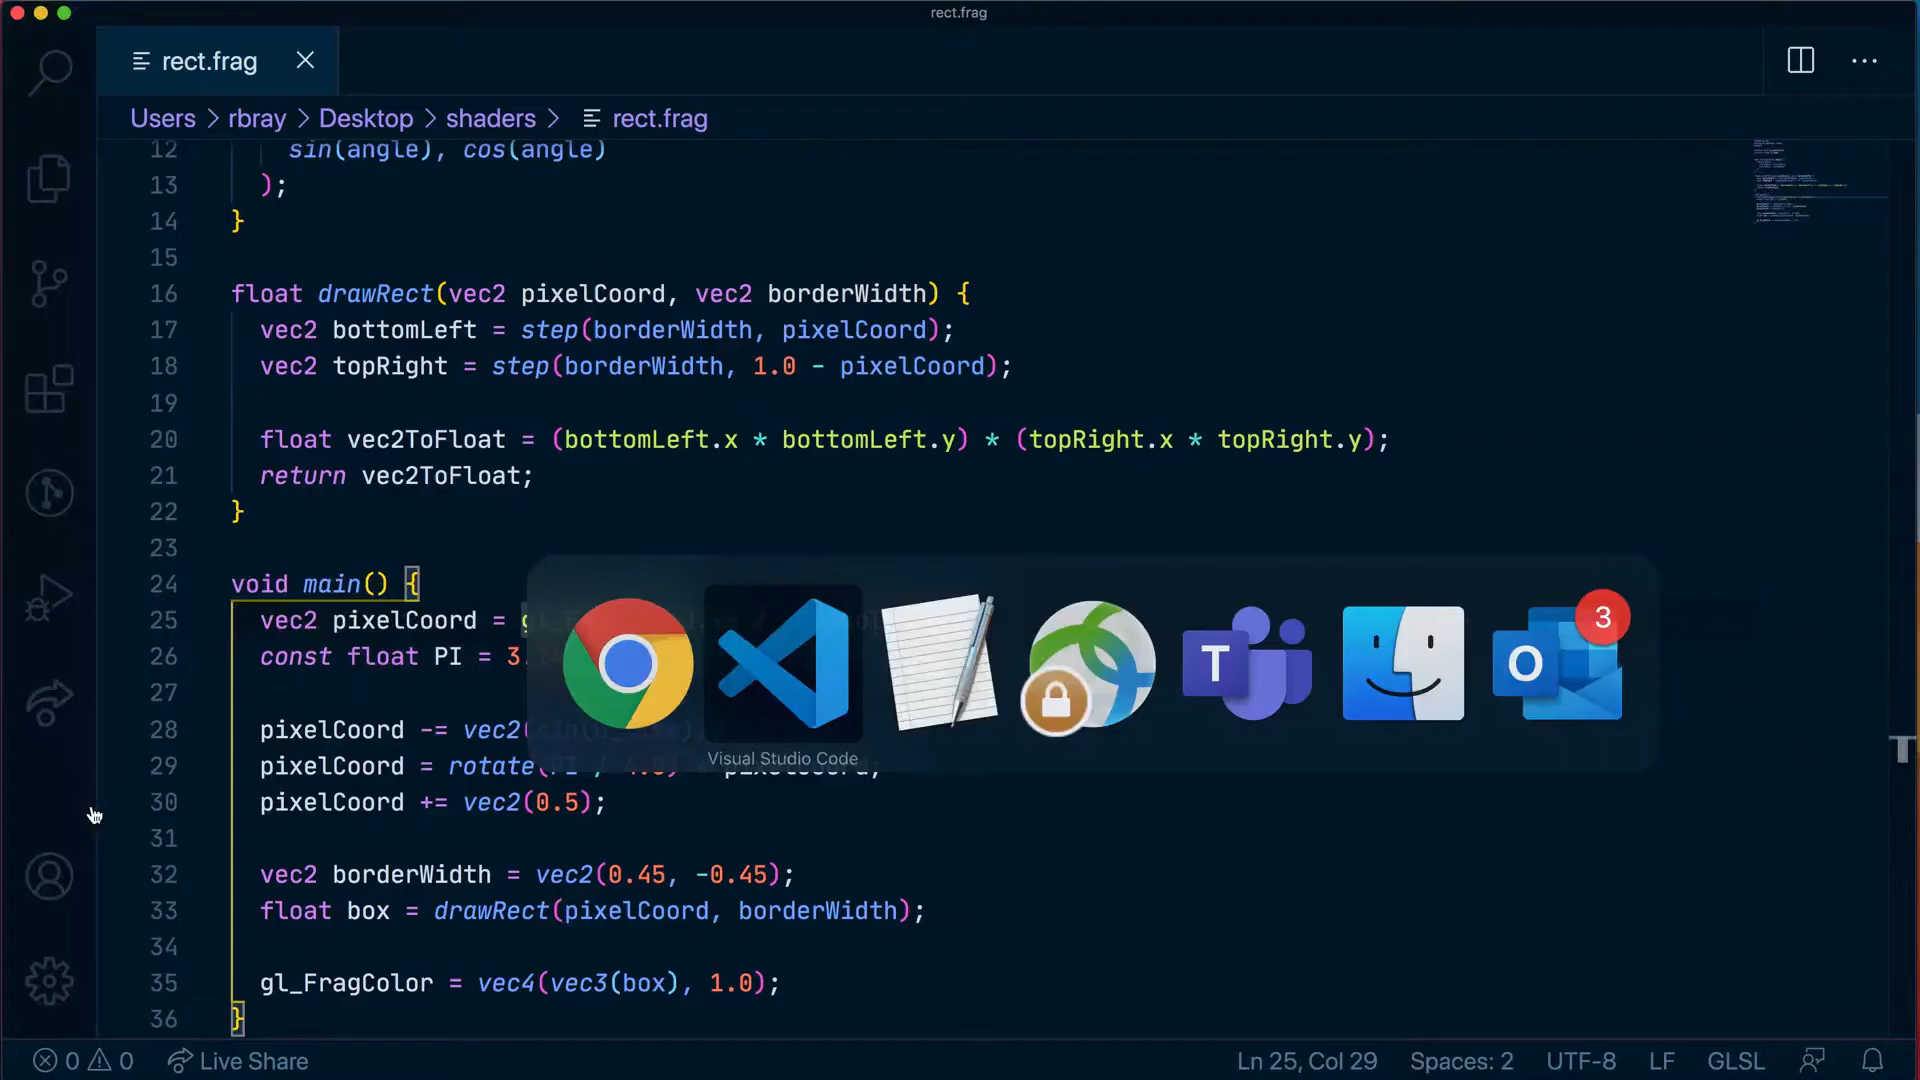 rect.frag
rect.frag
Users > rbray > Desktop > shaders > rect.frag
12 sin(angle), cos(angle)
13 );
14 }
15
16 float drawRect(vec2 pixelCoord, vec2 borderWidth) {
17 vec2 bottomLeft = step(borderWidth, pixelCoord);
18 vec2 topRight = step(borderWidth, 1.0 - pixelCoord);
19
20 float vec2ToFloat = (bottomLeft.x * bottomLeft.y) * (topRight.x * topRight.y);
21 return vec2ToFloat;
22 }
23
24 void main() {
25 vec2 pixelCoord =
26 const float PI = 3
27
28 pixelCoord -= vec2(
29 pixelCoord = rotate(PI / 4.0) * pixelCoord;
30 pixelCoord += vec2(0.5);
31
32 vec2 borderWidth = vec2(0.45, -0.45);
33 float box = drawRect(pixelCoord, borderWidth);
34
35 gl_FragColor = vec4(vec3(box), 1.0);
36 }
T
O
3
Visual Studio Code
0 0 Live Share
Ln 25, Col 29 Spaces: 2 UTF-8 LF GLSL